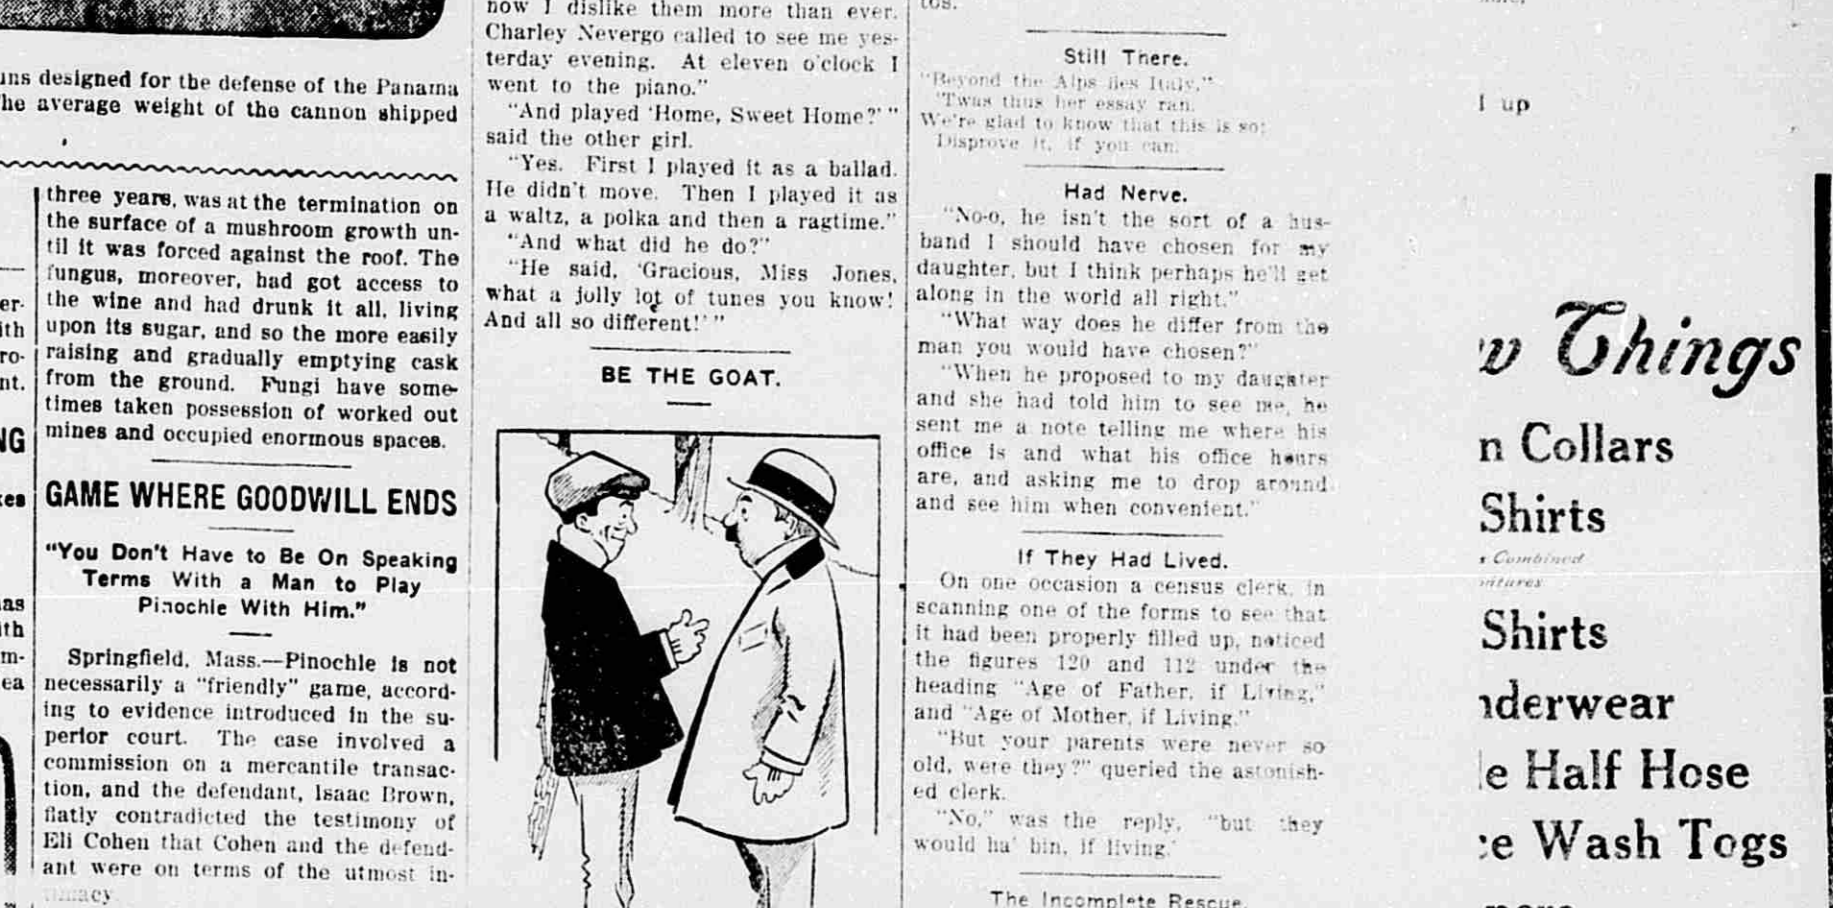 uns designed for the defense of the Panama
The average weight of the cannon shipped
er-
ith
ro-
nt.
NG
kes
as
ith
m-
ea
three years, was at the termination on
the surface of a mushroom growth un-
til it was forced against the roof. The
fungus, moreover, had got access to
the wine and had drunk it all, living
upon its sugar, and so the more easily
raising and gradually emptying cask
from the ground. Fungi have some-
times taken possession of worked out
mines and occupied enormous spaces.
GAME WHERE GOODWILL ENDS
"You Don't Have to Be On Speaking
Terms With a Man to Play
Pinochle With Him."
Springfield, Mass.—Pinochle is not
necessarily a "friendly" game, accord-
ing to evidence introduced in the su-
perior court. The case involved a
commission on a mercantile transac-
tion, and the defendant, Isaac Brown,
flatly contradicted the testimony of
Eli Cohen that Cohen and the defend-
ant were on terms of the utmost in-
timacy.
now I dislike them more than ever.
Charley Nevergo called to see me yes-
terday evening. At eleven o'clock I
went to the piano."
"And played 'Home, Sweet Home?'"
said the other girl.
"Yes. First I played it as a ballad.
He didn't move. Then I played it as
a waltz, a polka and then a ragtime."
"And what did he do?"
"He said, 'Gracious, Miss Jones,
what a jolly lot of tunes you know!
And all so different!'"
BE THE GOAT.
tos.
Still There.
"Beyond the Alps lies Italy,"
'Twas thus her essay ran.
We're glad to know that this is so;
Disprove it, if you can.
Had Nerve.
"No-o, he isn't the sort of a hus-
band I should have chosen for my
daughter, but I think perhaps he'll get
along in the world all right."
"What way does he differ from the
man you would have chosen?"
"When he proposed to my daughter
and she had told him to see me, he
sent me a note telling me where his
office is and what his office hours
are, and asking me to drop around
and see him when convenient."
If They Had Lived.
On one occasion a census clerk, in
scanning one of the forms to see that
it had been properly filled up, noticed
the figures 120 and 112 under the
heading "Age of Father, if Living,"
and "Age of Mother, if Living."
"But your parents were never so
old, were they?" queried the astonish-
ed clerk.
"No," was the reply, "but they
would ha' bin, if living.'
The Incomplete Rescue.
l up
w Things
n Collars
Shirts
s Combined
ntures
Shirts
nderwear
le Half Hose
ce Wash Togs